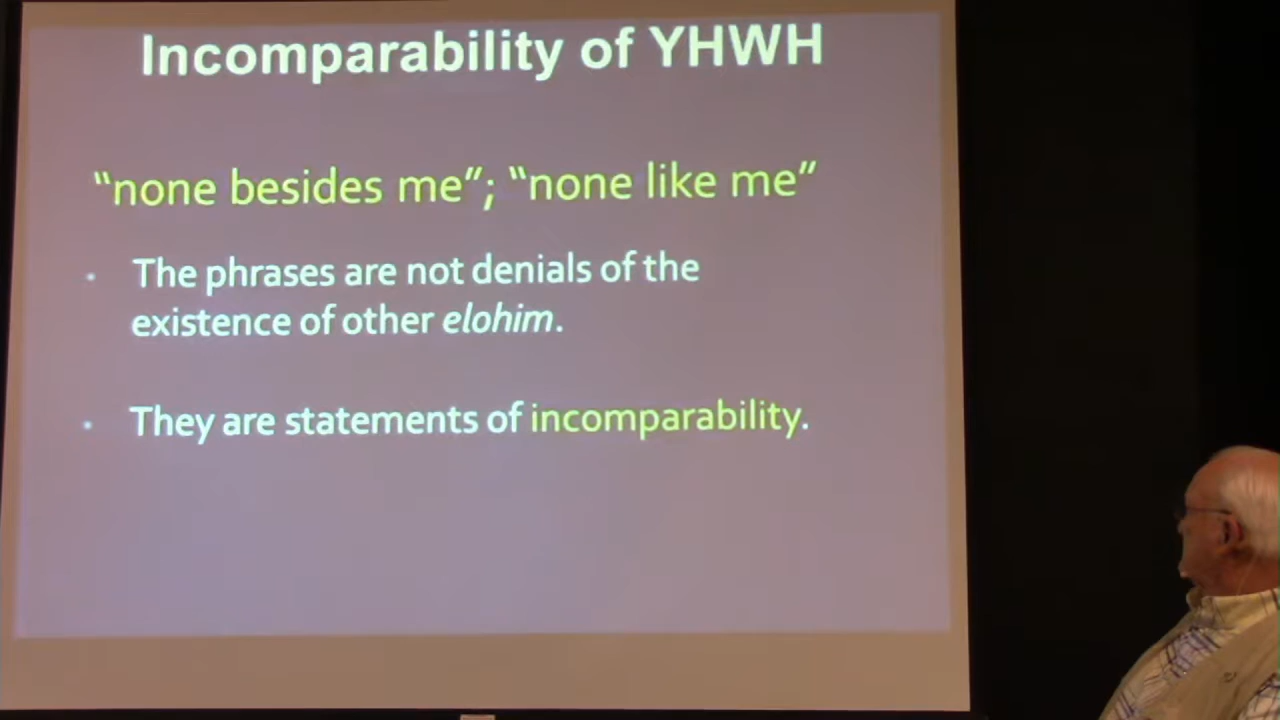 Incomparability of YHWH
“none besides me”; “none like me”
• The phrases are not denials of the
existence of other elohim.
• They are statements of incomparability.